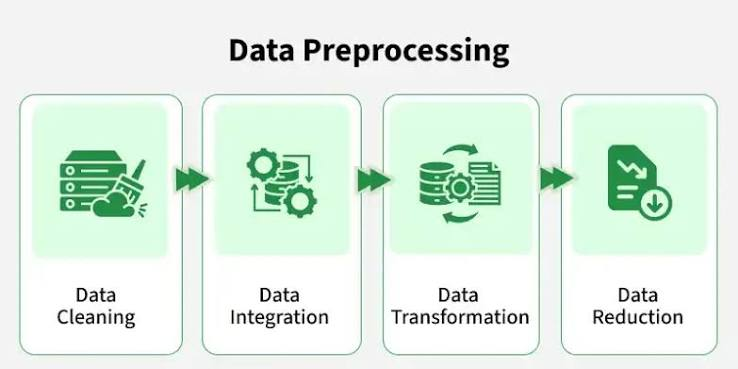 Data Preprocessing
Data
Cleaning
Data
Integration
Data
Transformation
Data
Reduction